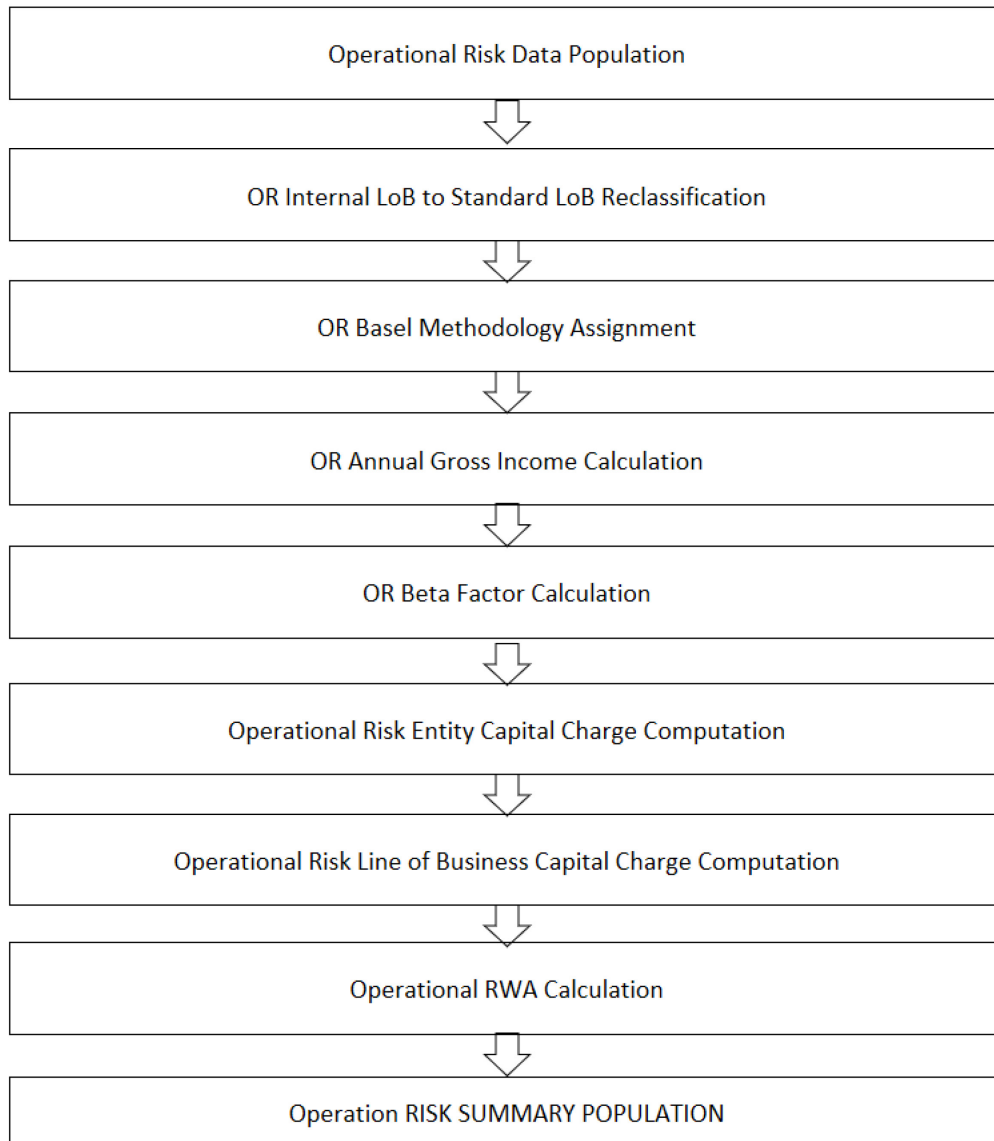 Operational Risk Data Population
OR Internal LoB to Standard LoB Reclassification
OR Basel Methodology Assignment
OR Annual Gross Income Calculation
OR Beta Factor Calculation
Operational Risk Entity Capital Charge Computation
Operational Risk Line of Business Capital Charge Computation
Operational RWA Calculation
Operation RISK SUMMARY POPULATION